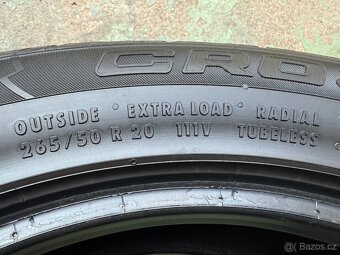 CRO
OUTSIDE ° EXTRA LOAD ° RADIAL
265/50 R 20 111V TUBELESS
Bazos.cz